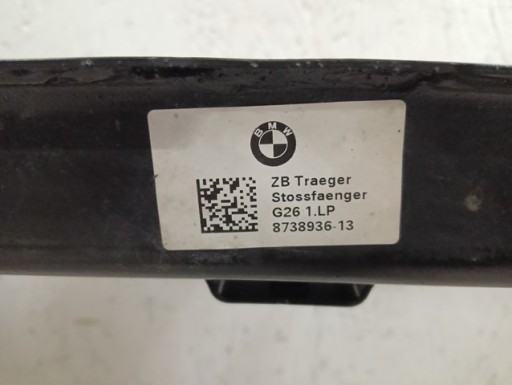 BMW
ZB Traeger
Stossfaenger
G26 1.LP
8738936-13